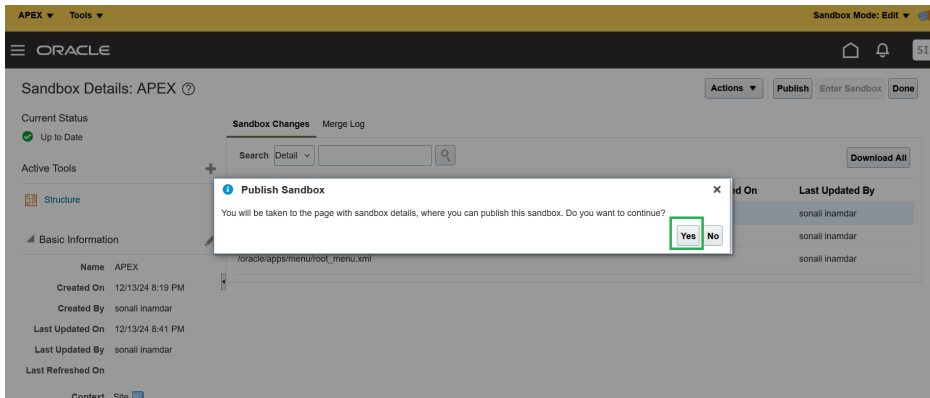 APEX Tools Sandbox Mode: Edit
ORACLE SI
Sandbox Details: APEX Actions Publish Enter Sandbox Done
Current Status
Up to Date
Sandbox Changes Merge Log
Search Detail
Download All
Active Tools
Structure
ed On Last Updated By
Publish Sandbox
You will be taken to the page with sandbox details, where you can publish this sandbox. Do you want to continue?
Yes No
sonali inamdar
sonali inamdar
/oracle/apps/menu/root_menu.xml sonali inamdar
Basic Information
Name APEX
Created On 12/13/24 8:19 PM
Created By sonali inamdar
Last Updated On 12/13/24 8:41 PM
Last Updated By sonali inamdar
Last Refreshed On
Context Site